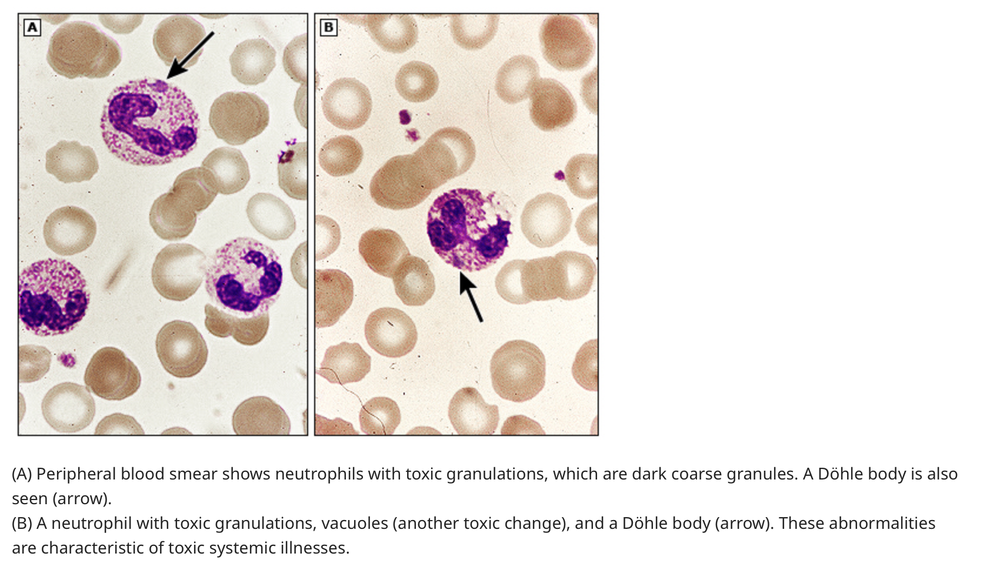 A
B
(A) Peripheral blood smear shows neutrophils with toxic granulations, which are dark coarse granules. A Döhle body is also
seen (arrow).
(B) A neutrophil with toxic granulations, vacuoles (another toxic change), and a Döhle body (arrow). These abnormalities
are characteristic of toxic systemic illnesses.